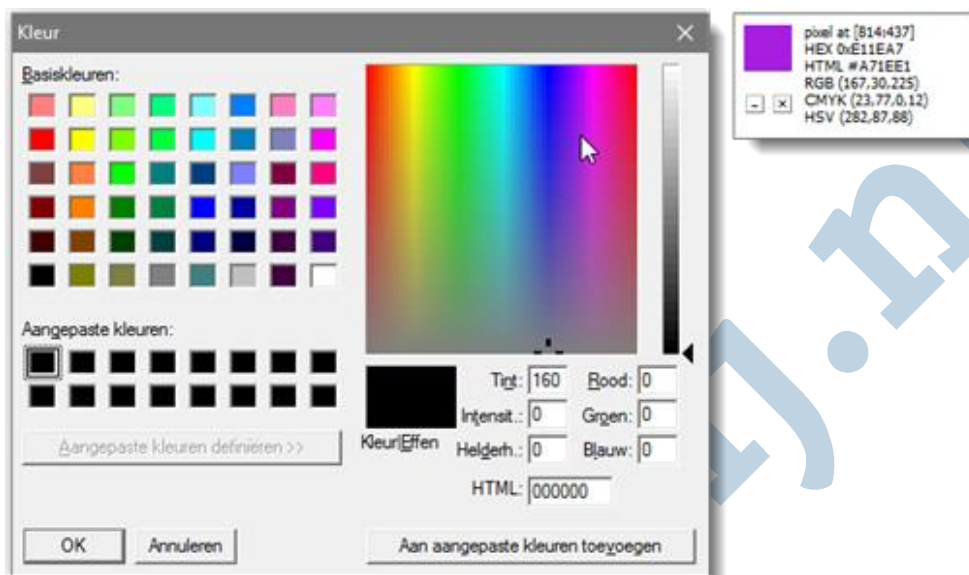 Kleur
Basiskleuren:
Aangepaste kleuren:
Aangepaste kleuren definiëren >>
OK
Annuleren
Kleur|Effen
Tint: 160
Rood: 0
Intensit.: 0
Groen: 0
Helderh.: 0
Blauw: 0
HTML: 000000
Aan aangepaste kleuren toevoegen
pixel at [814:437]
HEX 0xE11EA7
HTML #A71EE1
RGB (167,30,225)
CMYK (23,77,0,12)
HSV (282,87,88)
j.n